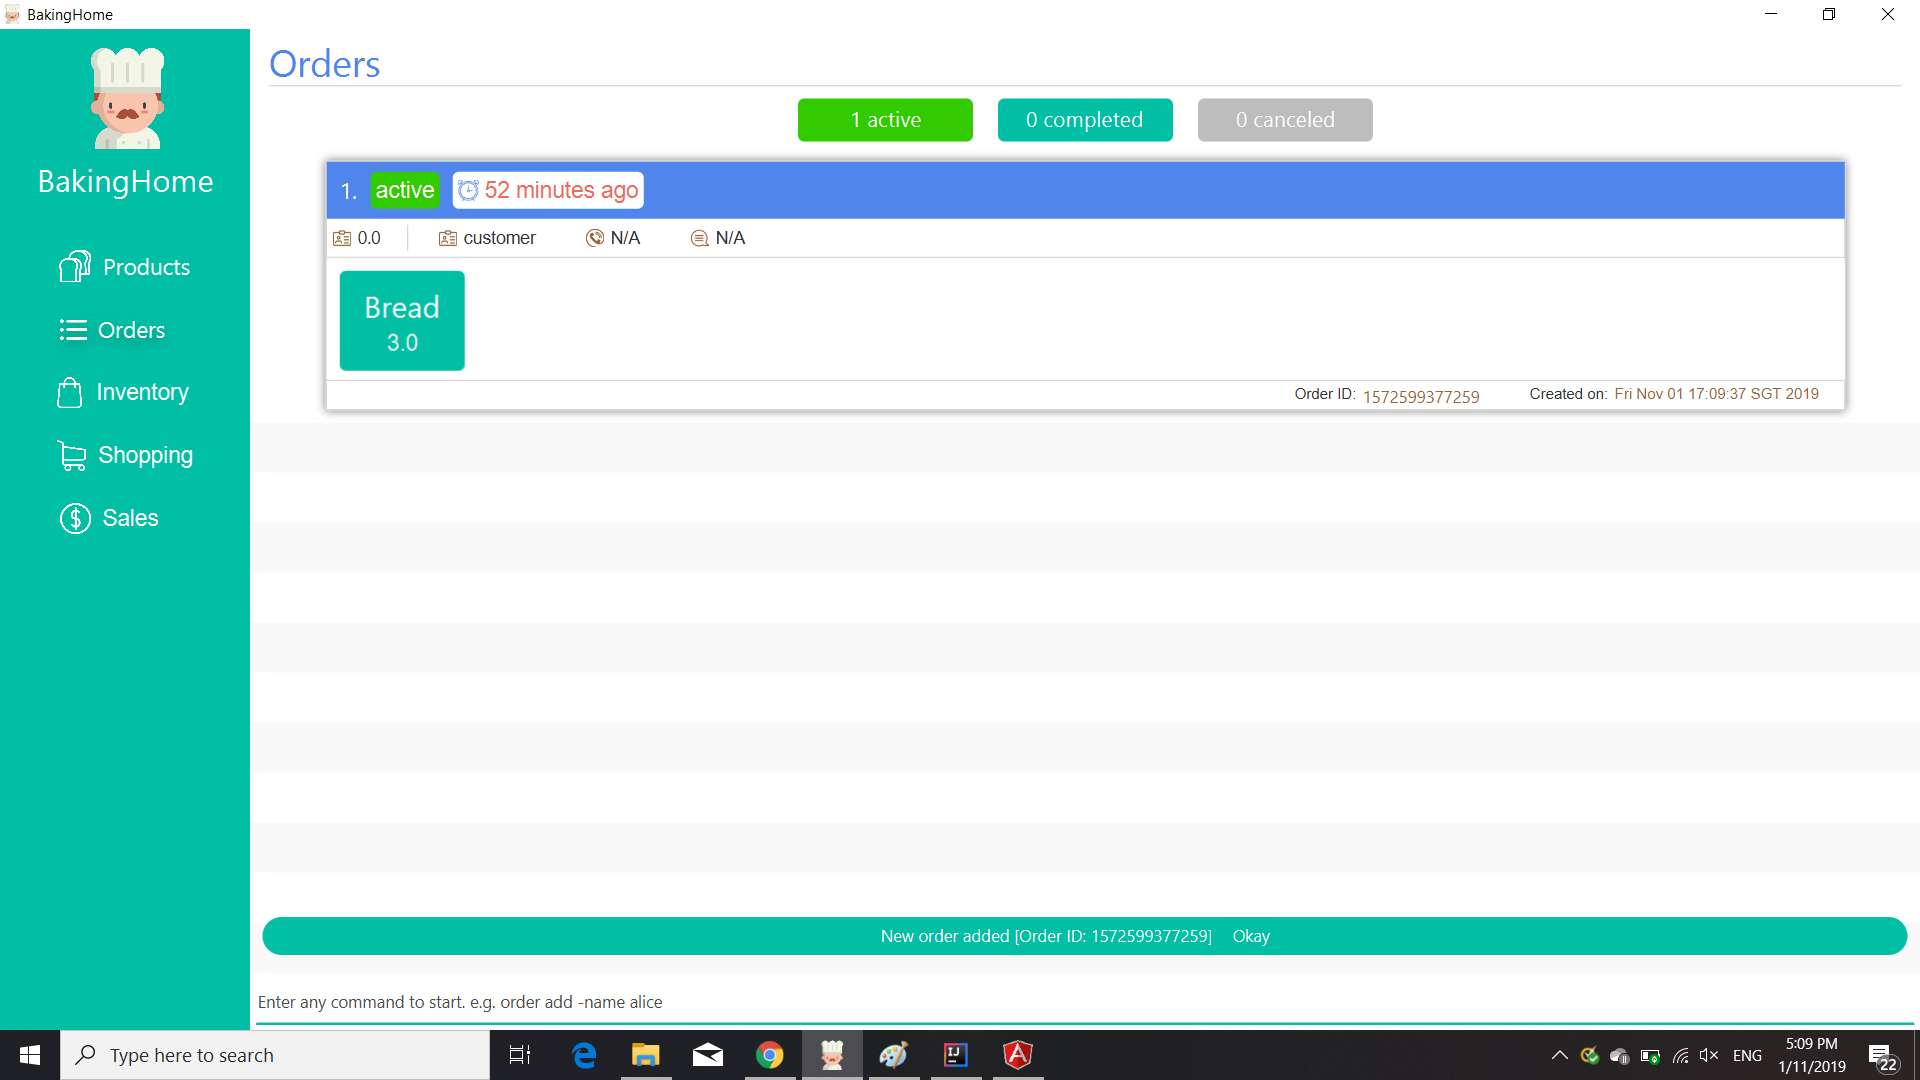 BakingHome
BakingHome
Products
Orders
Inventory
Shopping
$ Sales
Orders
1 active 0 completed 0 canceled
1. active 52 minutes ago
0.0 customer N/A N/A
Bread
3.0
Order ID: 1572599377259 Created on: Fri Nov 01 17:09:37 SGT 2019
New order added [Order ID: 1572599377259] Okay
Enter any command to start. e.g. order add -name alice
Type here to search
IJ
A
ENG
5:09 PM
1/11/2019
22